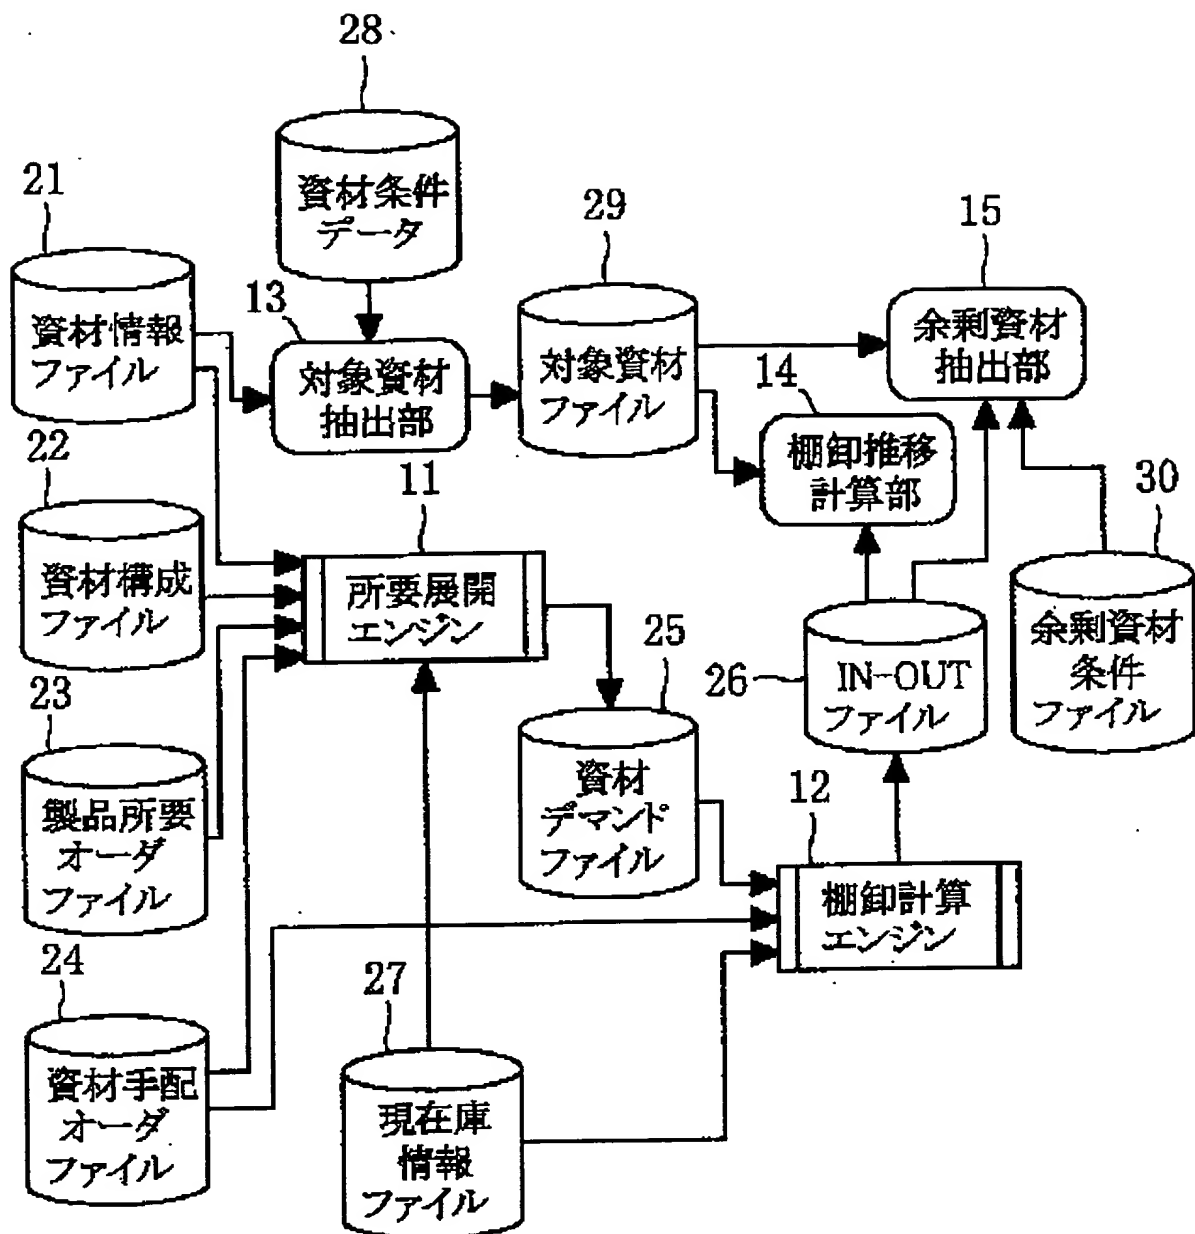 28
資材条件
データ
21
資材情報
ファイル
13
対象資材
抽出部
29
対象資材
ファイル
15
余剰資材
抽出部
14
棚卸推移
計算部
22
資材構成
ファイル
11
所要展開
エンジン
30
余剰資材
条件
ファイル
26
IN-OUT
ファイル
25
資材
デマンド
ファイル
23
製品所要
オーダ
ファイル
12
棚卸計算
エンジン
24
資材手配
オーダ
ファイル
27
現在庫
情報
ファイル